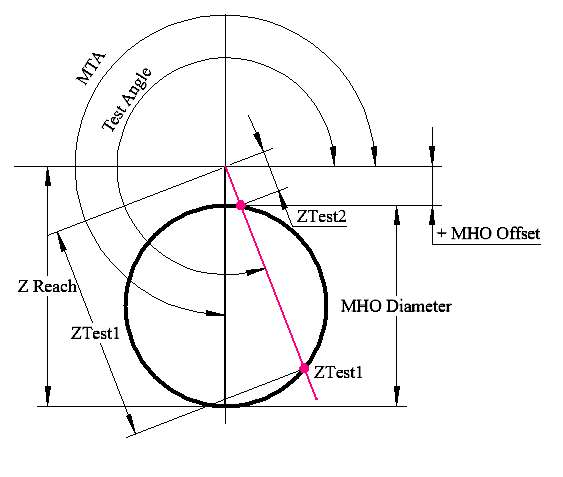 MTA
Test Angle
ZTest2
+ MHO Offset
Z Reach
MHO Diameter
ZTest1
ZTest1